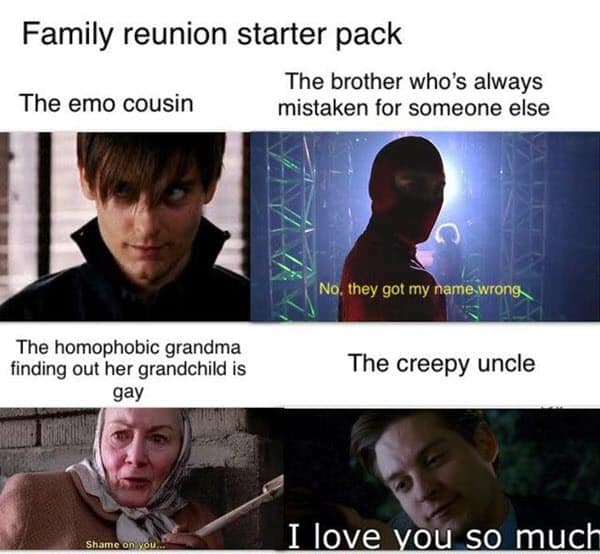 Family reunion starter pack
The emo cousin
The brother who's always
mistaken for someone else
No, they got my name wrong
The homophobic grandma
finding out her grandchild is
gay
The creepy uncle
Shame on you...
I love you so much